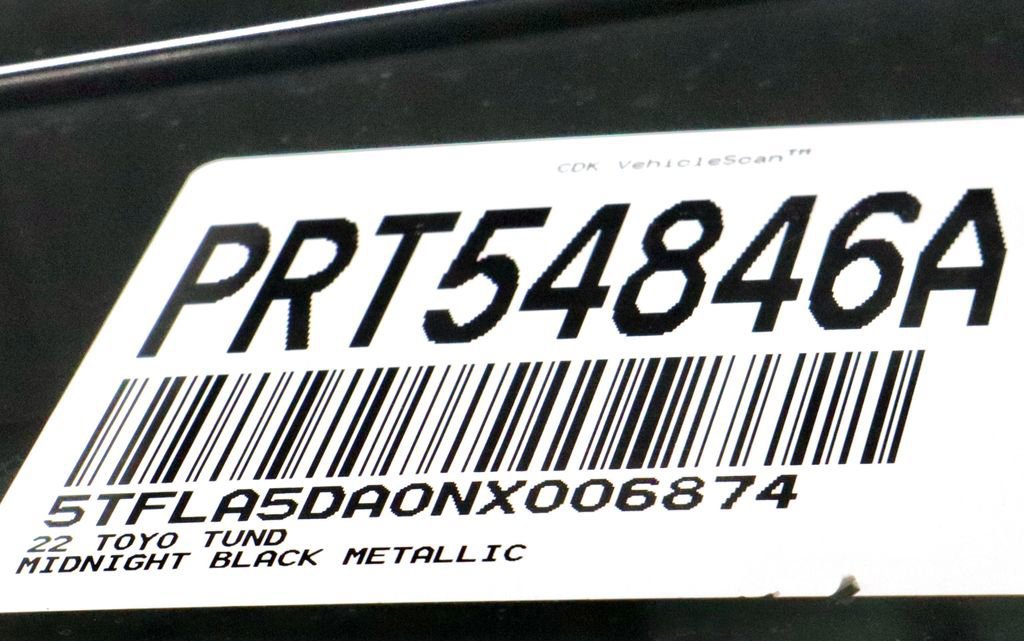 CDK VehicleScan™
PRT54846A
5TFLA5DA0NX006874
22 TOYO TUND
MIDNIGHT BLACK METALLIC